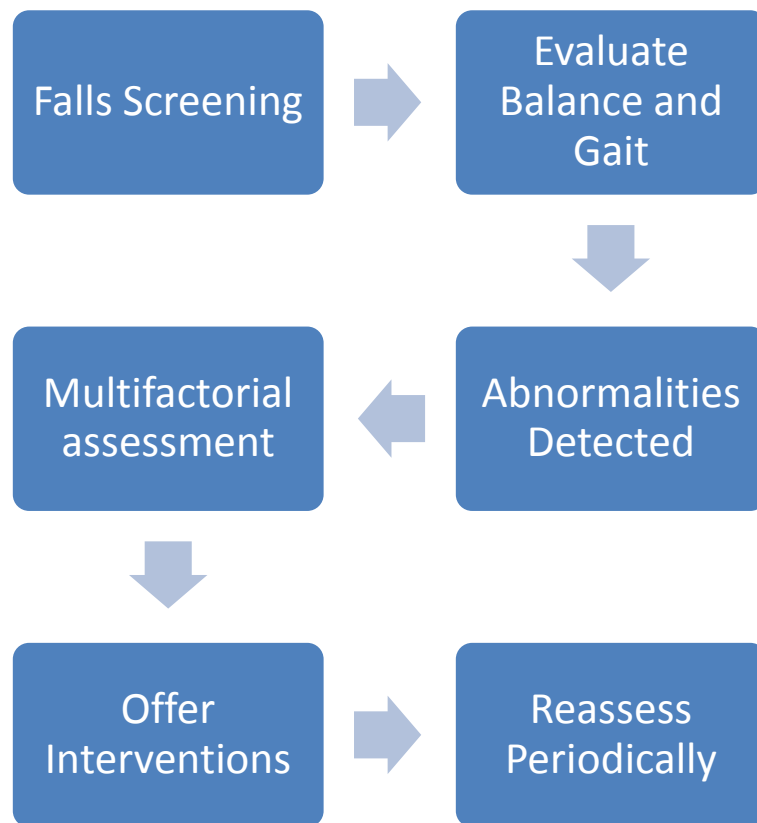 Falls Screening
Evaluate
Balance and
Gait
Abnormalities
Detected
Multifactorial
assessment
Offer
Interventions
Reassess
Periodically